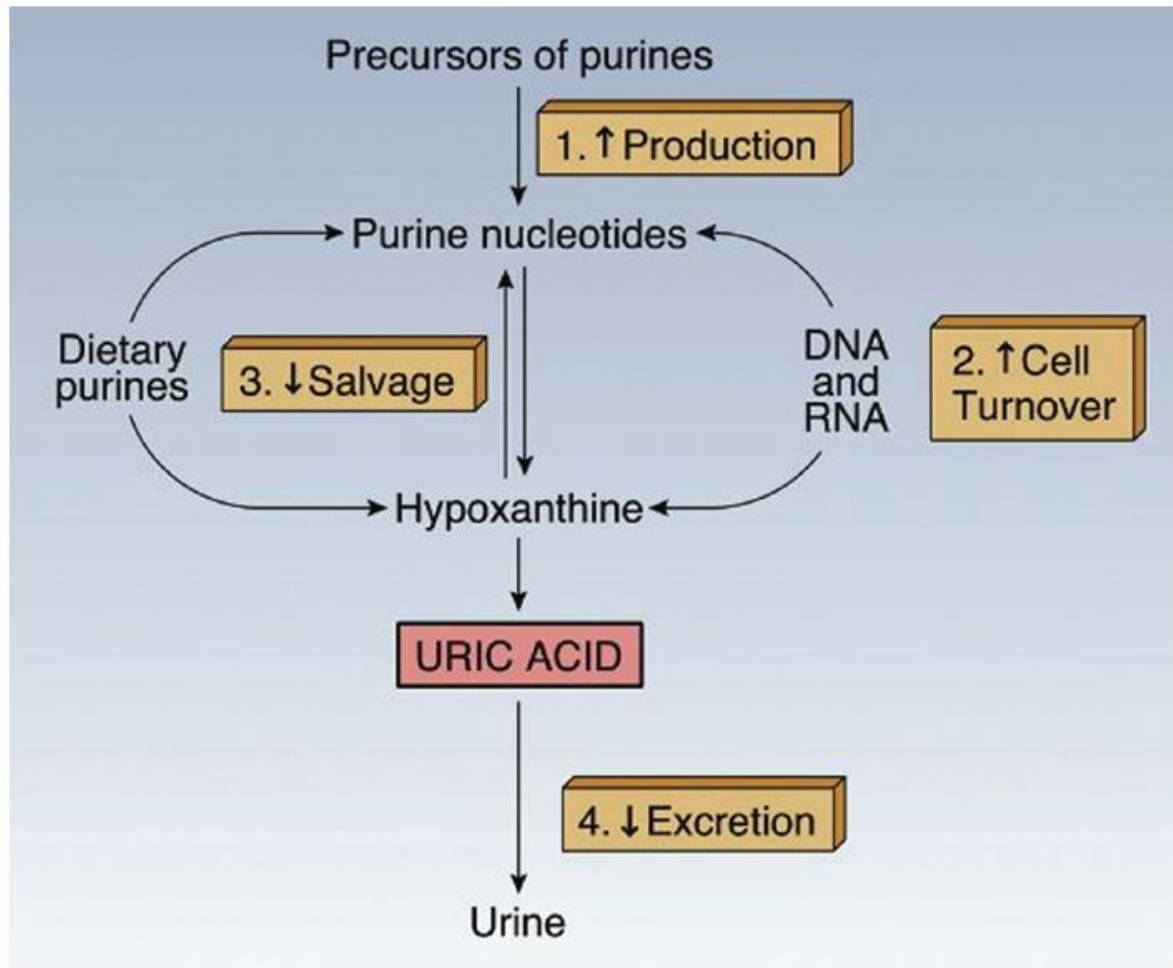 Precursors of purines
1. ↑ Production
Purine nucleotides
Dietary
purines
3. ↓ Salvage
DNA
and
RNA
2. ↑ Cell
Turnover
Hypoxanthine
URIC ACID
4. ↓ Excretion
Urine